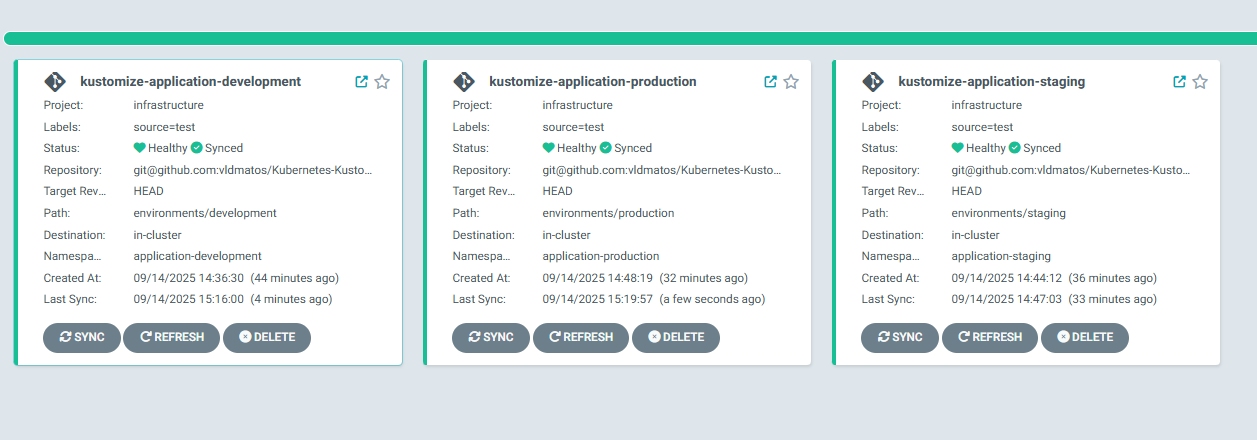 kustomize-application-development
Project: infrastructure
Labels: source=test
Status: Healthy Synced
Repository: git@github.com:vldmatos/Kubernetes-Kusto...
Target Rev... HEAD
Path: environments/development
Destination: in-cluster
Namespa... application-development
Created At: 09/14/2025 14:36:30 (44 minutes ago)
Last Sync: 09/14/2025 15:16:00 (4 minutes ago)
SYNC REFRESH DELETE
kustomize-application-production
Project: infrastructure
Labels: source=test
Status: Healthy Synced
Repository: git@github.com:vldmatos/Kubernetes-Kusto...
Target Rev... HEAD
Path: environments/production
Destination: in-cluster
Namespa... application-production
Created At: 09/14/2025 14:48:19 (32 minutes ago)
Last Sync: 09/14/2025 15:19:57 (a few seconds ago)
SYNC REFRESH DELETE
kustomize-application-staging
Project: infrastructure
Labels: source=test
Status: Healthy Synced
Repository: git@github.com:vldmatos/Kubernetes-Kusto...
Target Rev... HEAD
Path: environments/staging
Destination: in-cluster
Namespa... application-staging
Created At: 09/14/2025 14:44:12 (36 minutes ago)
Last Sync: 09/14/2025 14:47:03 (33 minutes ago)
SYNC REFRESH DELETE